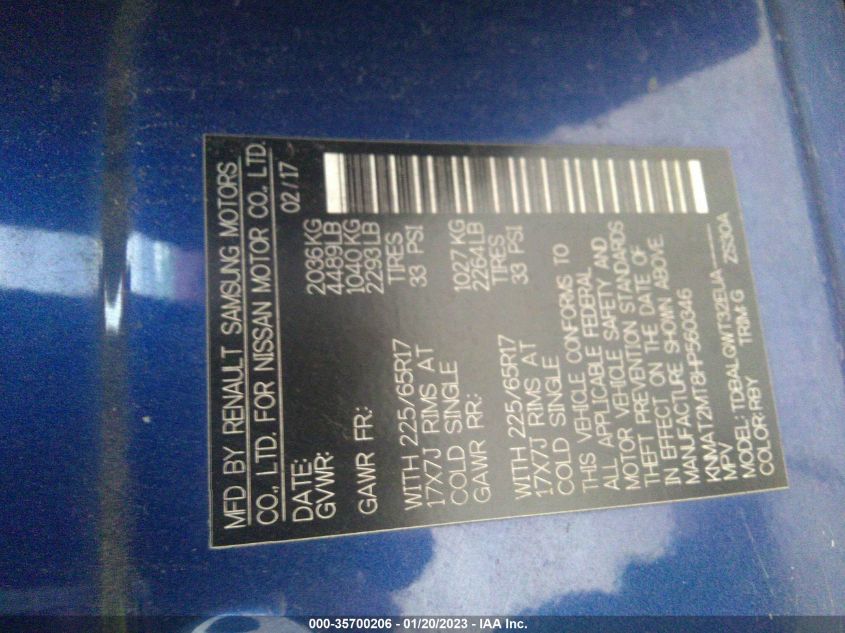 MFD BY RENAULT SAMSUNG MOTORS
CO., LTD. FOR NISSAN MOTOR CO., LTD.
DATE: 02/17
GVWR: 2036KG
4489LB
GAWR FR: 1040KG
2293LB
WITH 225/65R17 TIRES
17X7J RIMS AT 33 PSI
COLD SINGLE
GAWR RR: 1027KG
2264LB
WITH 225/65R17 TIRES
17X7J RIMS AT 33 PSI
COLD SINGLE
THIS VEHICLE CONFORMS TO
ALL APPLICABLE FEDERAL
MOTOR VEHICLE SAFETY AND
THEFT PREVENTION STANDARDS
IN EFFECT ON THE DATE OF
MANUFACTURE SHOWN ABOVE.
KNMAT2MT8HP560346
MPV
MODEL: TDBALGWT32EUA-----
COLOR: RBY TRIM: G ZS30A
000-35700206 - 01/20/2023 - IAA Inc.